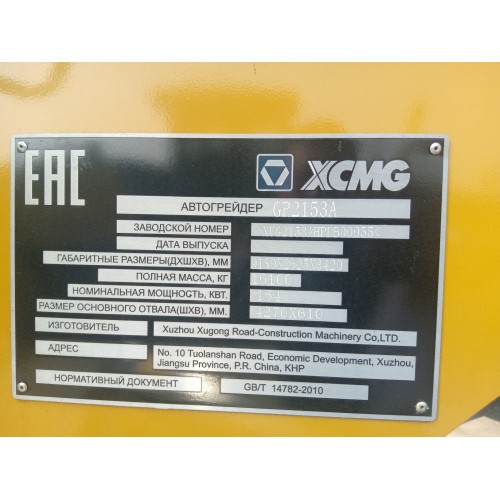 EAC
XCMG
АВТОГРЕЙДЕР GR2153A
ЗАВОДСКОЙ НОМЕР
ДАТА ВЫПУСКА
ГАБАРИТНЫЕ РАЗМЕРЫ(ДХШХВ), ММ
ПОЛНАЯ МАССА, КГ 16100
НОМИНАЛЬНАЯ МОЩНОСТЬ, КВТ.
РАЗМЕР ОСНОВНОГО ОТВАЛА(ШХВ), ММ 4270X610
ИЗГОТОВИТЕЛЬ Xuzhou Xugong Road-Construction Machinery Co,LTD.
АДРЕС No. 10 Tuolanshan Road, Economic Development, Xuzhou,
Jiangsu Province, P.R. China, КНР
НОРМАТИВНЫЙ ДОКУМЕНТ GB/T 14782-2010